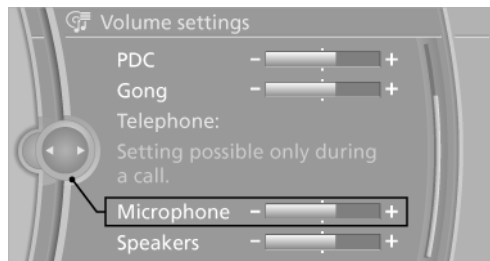 Volume settings
PDC - +
Gong - +
Telephone:
Setting possible only during
a call.
Microphone - +
Speakers - +